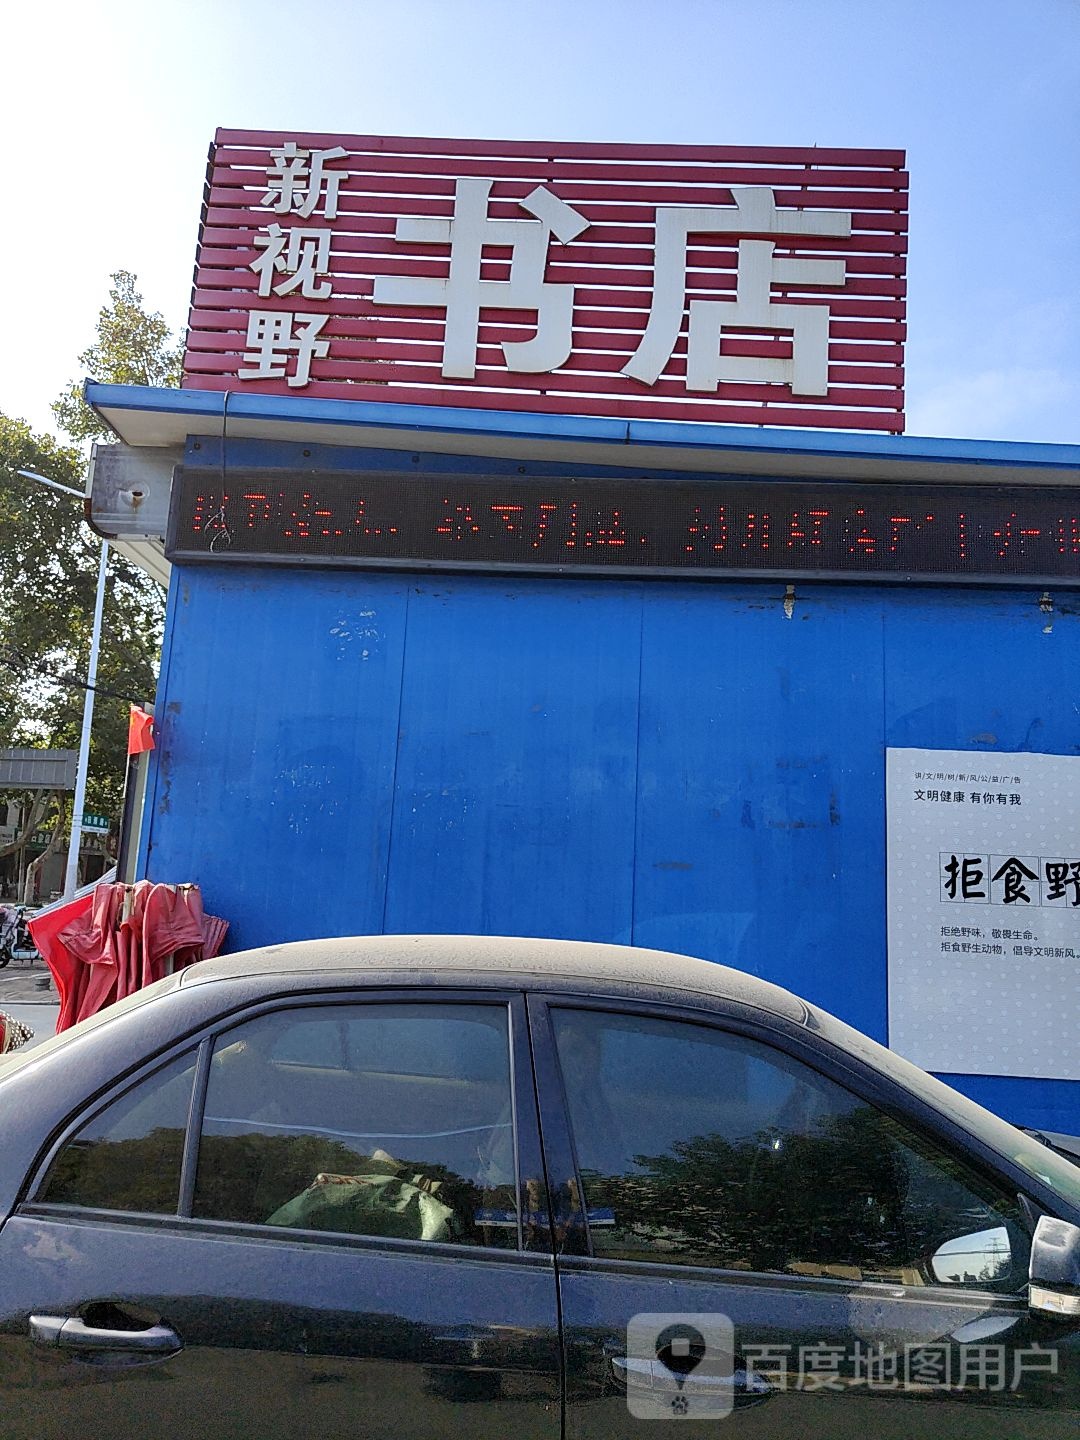 新视野
书店
讲/文/明/树/新/风/公/益/广/告
文明健康 有你有我
拒食野
拒绝野味，敬畏生命。
拒食野生动物，倡导文明新风。
百度地图用户